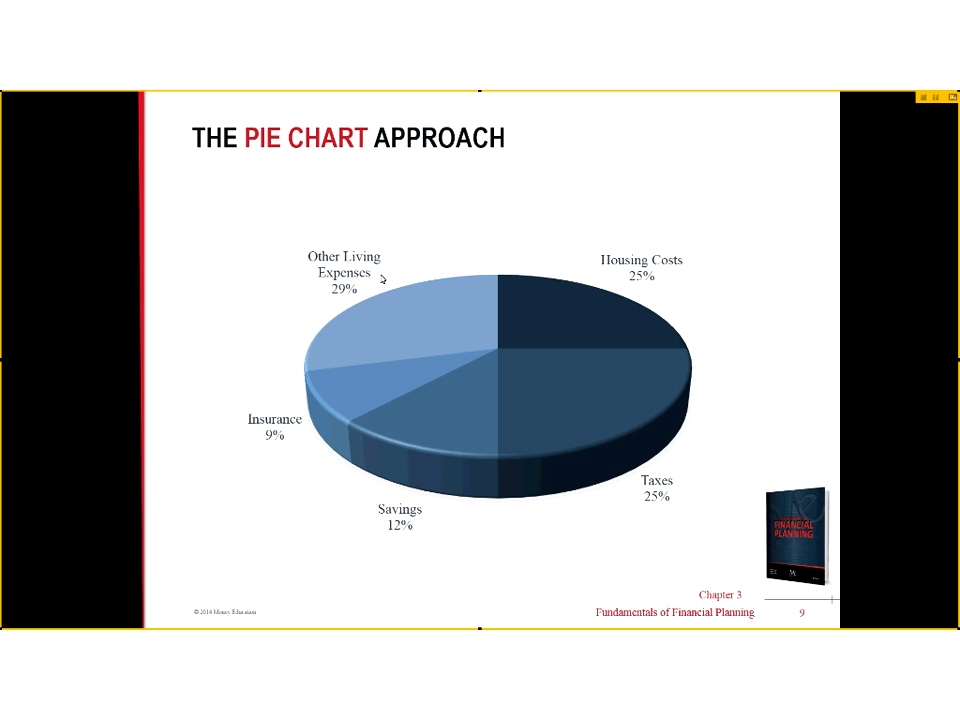 THE PIE CHART APPROACH
Other Living
Expenses
29%
Housing Costs
25%
Insurance
9%
Taxes
25%
Savings
12%
FINANCIAL
PLANNING
Chapter 3
© 2014 Money Education
Fundamentals of Financial Planning
9